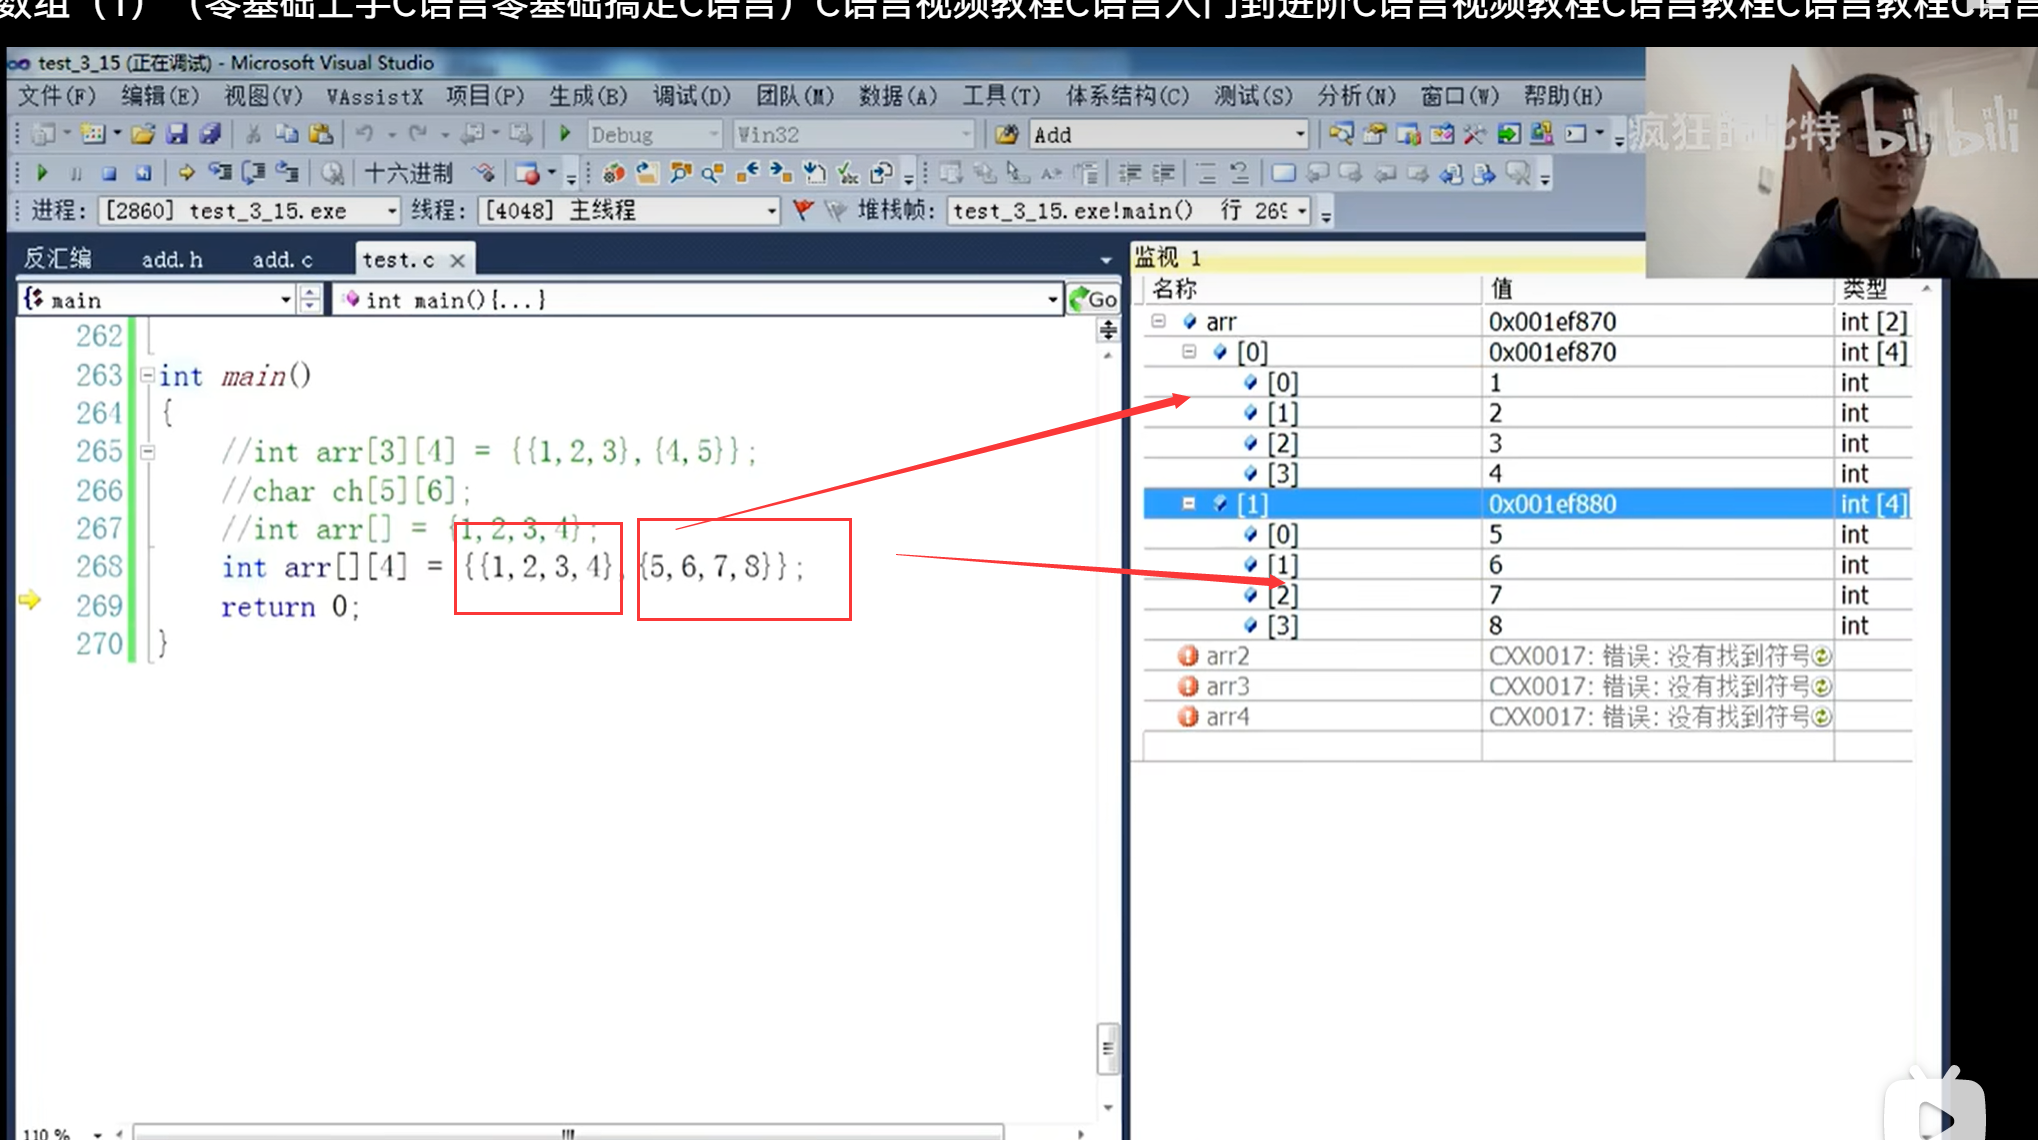 数组（1）（零基础上手C语言零基础搞定C语言）C语言视频教程C语言入门到进阶C语言视频教程C语言教程C语言教程C语言
test_3_15 (正在调试) - Microsoft Visual Studio
文件(F) 编辑(E) 视图(V) VAssistX 项目(P) 生成(B) 调试(D) 团队(M) 数据(A) 工具(T) 体系结构(C) 测试(S) 分析(N) 窗口(W) 帮助(H)
Debug Win32 Add
疯狂的比特 bilibili
十六进制
进程: [2860] test_3_15.exe 线程: [4048] 主线程 堆栈帧: test_3_15.exe!main() 行 269
反汇编 add.h add.c test.c
main int main(){...} Go
262
263 int main()
264 {
265 //int arr[3][4] = {{1,2,3},{4,5}};
266 //char ch[5][6];
267 //int arr[] = {1,2,3,4};
268 int arr[][4] = {{1,2,3,4},{5,6,7,8}};
269 return 0;
270 }
110 %
监视 1
名称 值 类型
arr 0x001ef870 int [2]
[0] 0x001ef870 int [4]
[0] 1 int
[1] 2 int
[2] 3 int
[3] 4 int
[1] 0x001ef880 int [4]
[0] 5 int
[1] 6 int
[2] 7 int
[3] 8 int
arr2 CXX0017: 错误: 没有找到符号
arr3 CXX0017: 错误: 没有找到符号
arr4 CXX0017: 错误: 没有找到符号